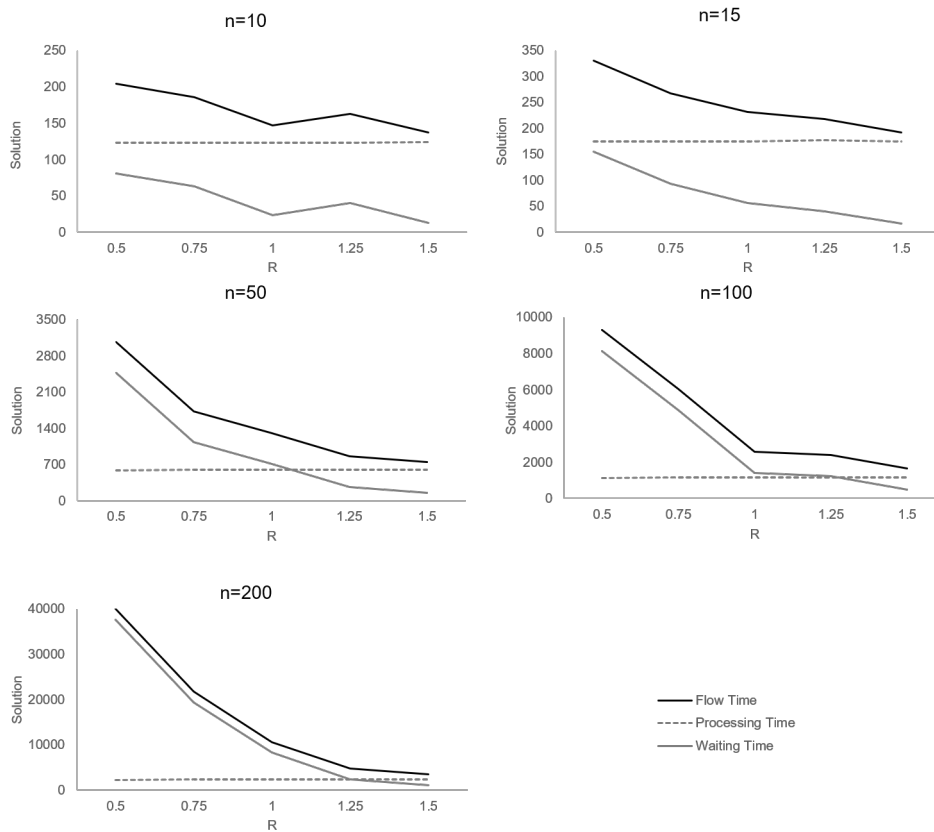 n=10
250
200
150
100
50
0
Solution
0.5 0.75 1 1.25 1.5
R
n=15
350
300
250
200
150
100
50
0
Solution
0.5 0.75 1 1.25 1.5
R
n=50
3500
2800
2100
1400
700
0
Solution
0.5 0.75 1 1.25 1.5
R
n=100
10000
8000
6000
4000
2000
0
Solution
0.5 0.75 1 1.25 1.5
R
n=200
40000
30000
20000
10000
0
Solution
0.5 0.75 1 1.25 1.5
R
Flow Time
Processing Time
Waiting Time